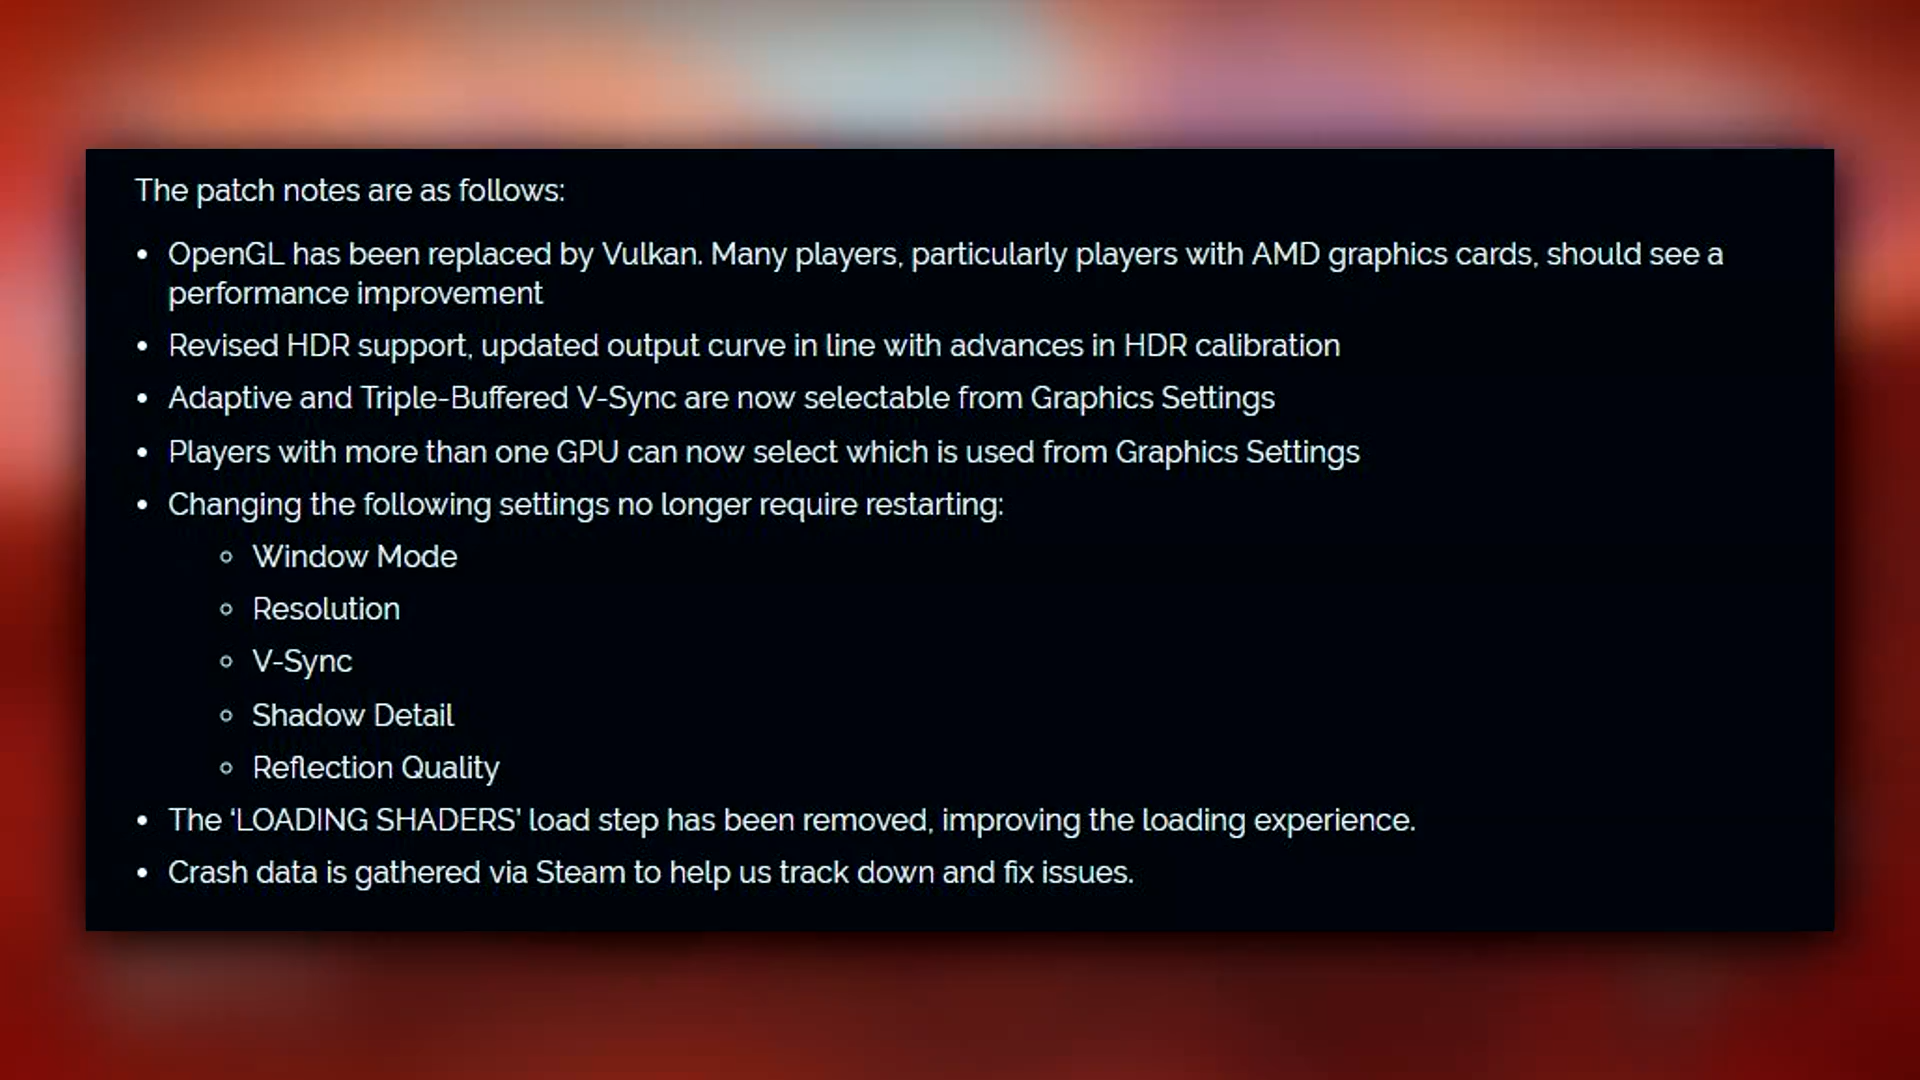 The patch notes are as follows:
• OpenGL has been replaced by Vulkan. Many players, particularly players with AMD graphics cards, should see a
performance improvement
• Revised HDR support, updated output curve in line with advances in HDR calibration
• Adaptive and Triple-Buffered V-Sync are now selectable from Graphics Settings
• Players with more than one GPU can now select which is used from Graphics Settings
• Changing the following settings no longer require restarting:
◦ Window Mode
◦ Resolution
◦ V-Sync
◦ Shadow Detail
◦ Reflection Quality
• The ‘LOADING SHADERS’ load step has been removed, improving the loading experience.
• Crash data is gathered via Steam to help us track down and fix issues.